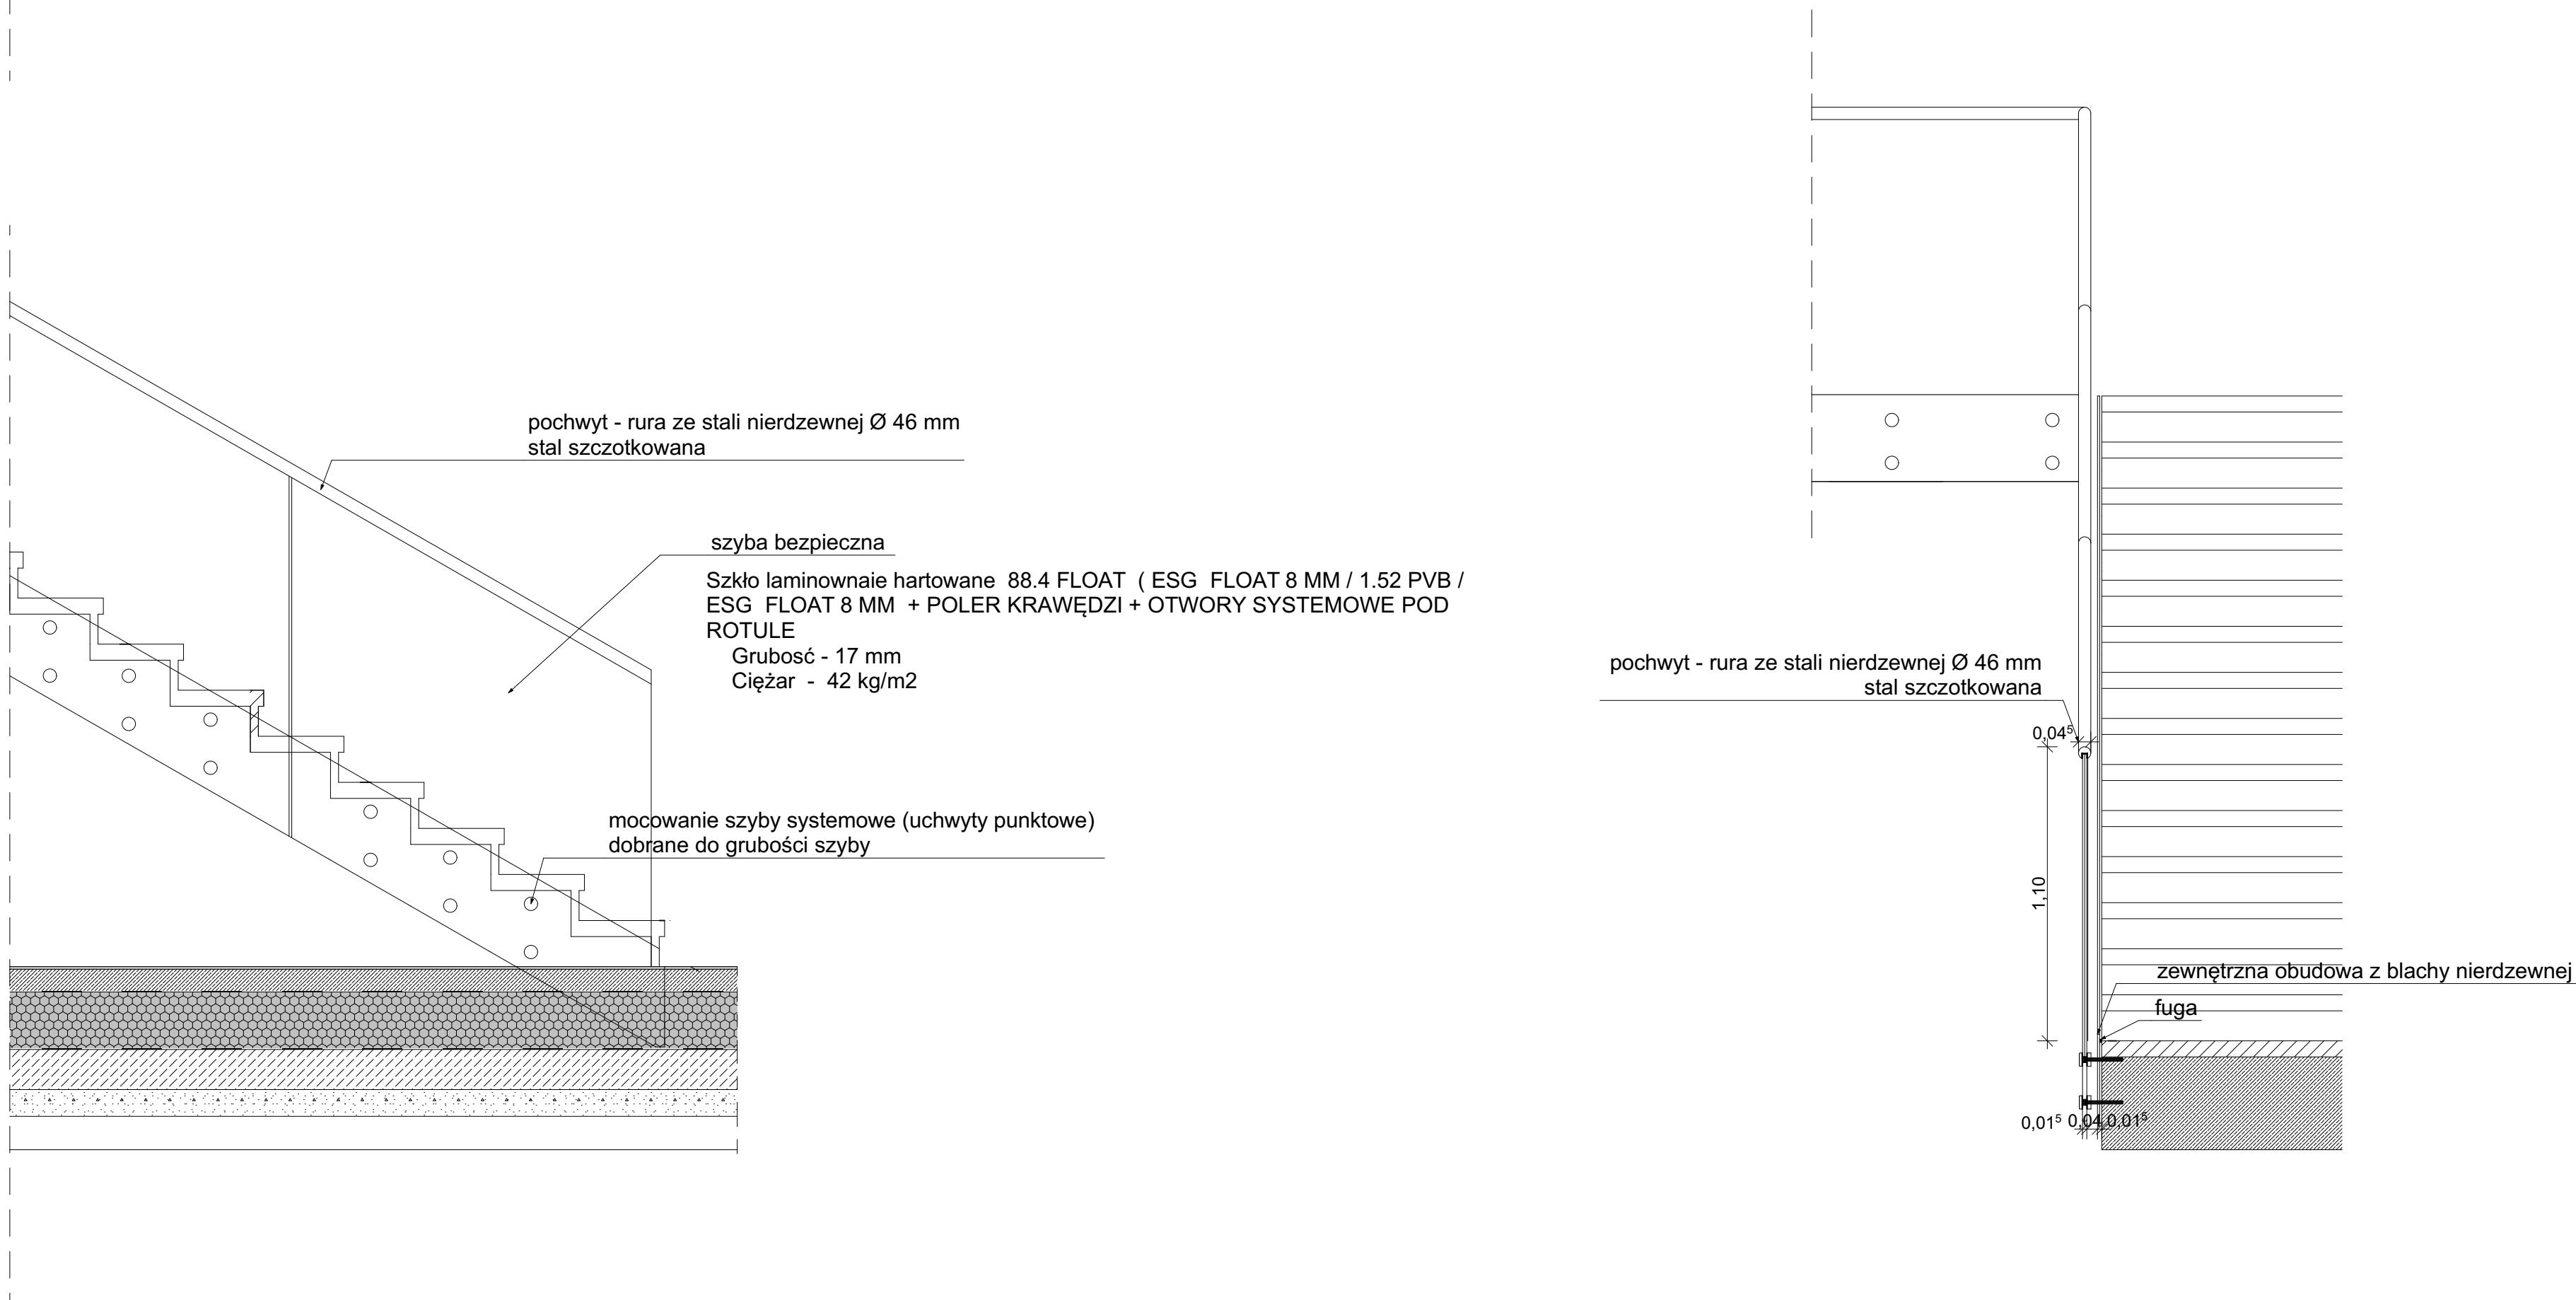 pochwyt - rura ze stali nierdzewnej Ø 46 mm
stal szczotkowana
szyba bezpieczna
Szkło laminownaie hartowane 88.4 FLOAT ( ESG FLOAT 8 MM / 1.52 PVB /
ESG FLOAT 8 MM + POLER KRAWĘDZI + OTWORY SYSTEMOWE POD
ROTULE
Grubosć - 17 mm
Ciężar - 42 kg/m2
mocowanie szyby systemowe (uchwyty punktowe)
dobrane do grubości szyby
pochwyt - rura ze stali nierdzewnej Ø 46 mm
stal szczotkowana
0,04⁵
1,10
zewnętrzna obudowa z blachy nierdzewnej
fuga
0,01⁵ 0,04 0,01⁵